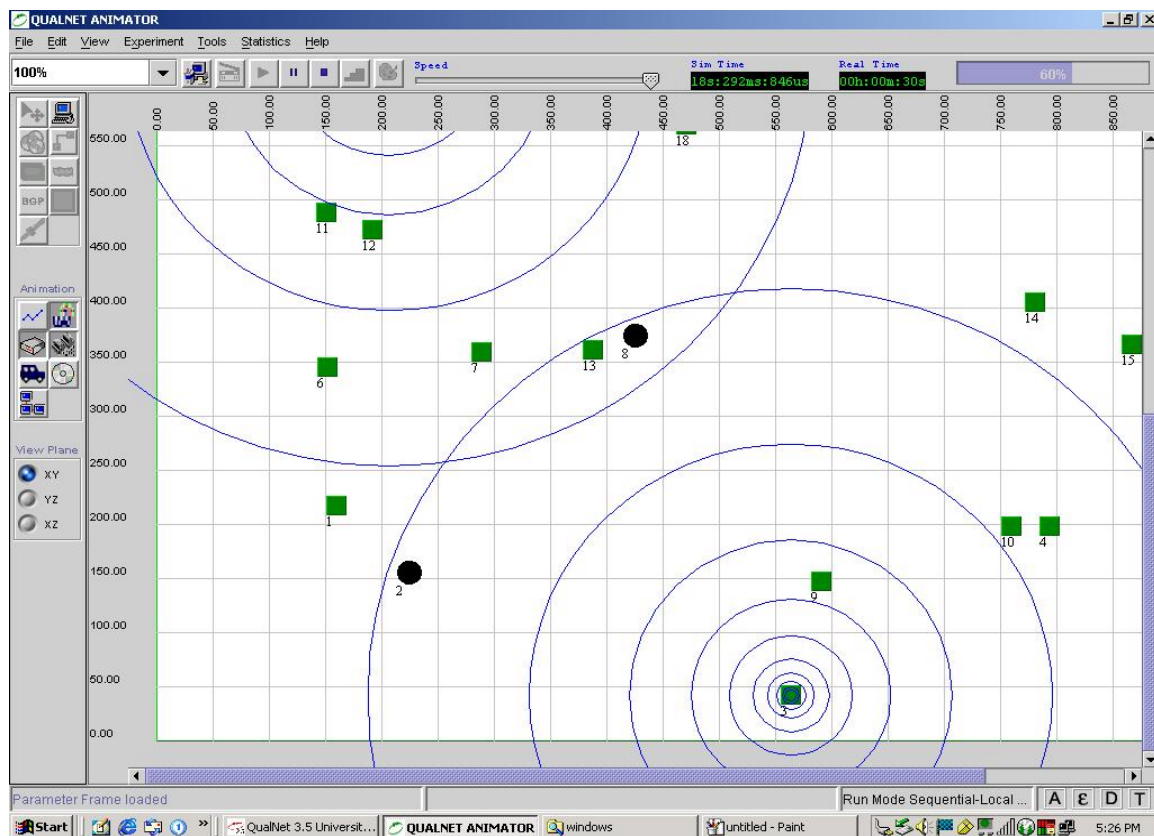 QUALNET ANIMATOR
File Edit View Experiment Tools Statistics Help
100%
Speed
Sim Time
Real Time
18s:292ms:846us
00h:00m:30s
60%
0.00 50.00 100.00 150.00 200.00 250.00 300.00 350.00 400.00 450.00 500.00 550.00 600.00 650.00 700.00 750.00 800.00 850.00
550.00
18
500.00
BGP
11
12
450.00
Animation
400.00
14
350.00
8
13
7
15
6
300.00
250.00
View Plane
XY
YZ
XZ
200.00
1
10
4
150.00
2
9
100.00
50.00
3
0.00
Parameter Frame loaded
Run Mode Sequential-Local ...
A ε D T
Start
»
QualNet 3.5 Universit...
QUALNET ANIMATOR
windows
untitled - Paint
5:26 PM